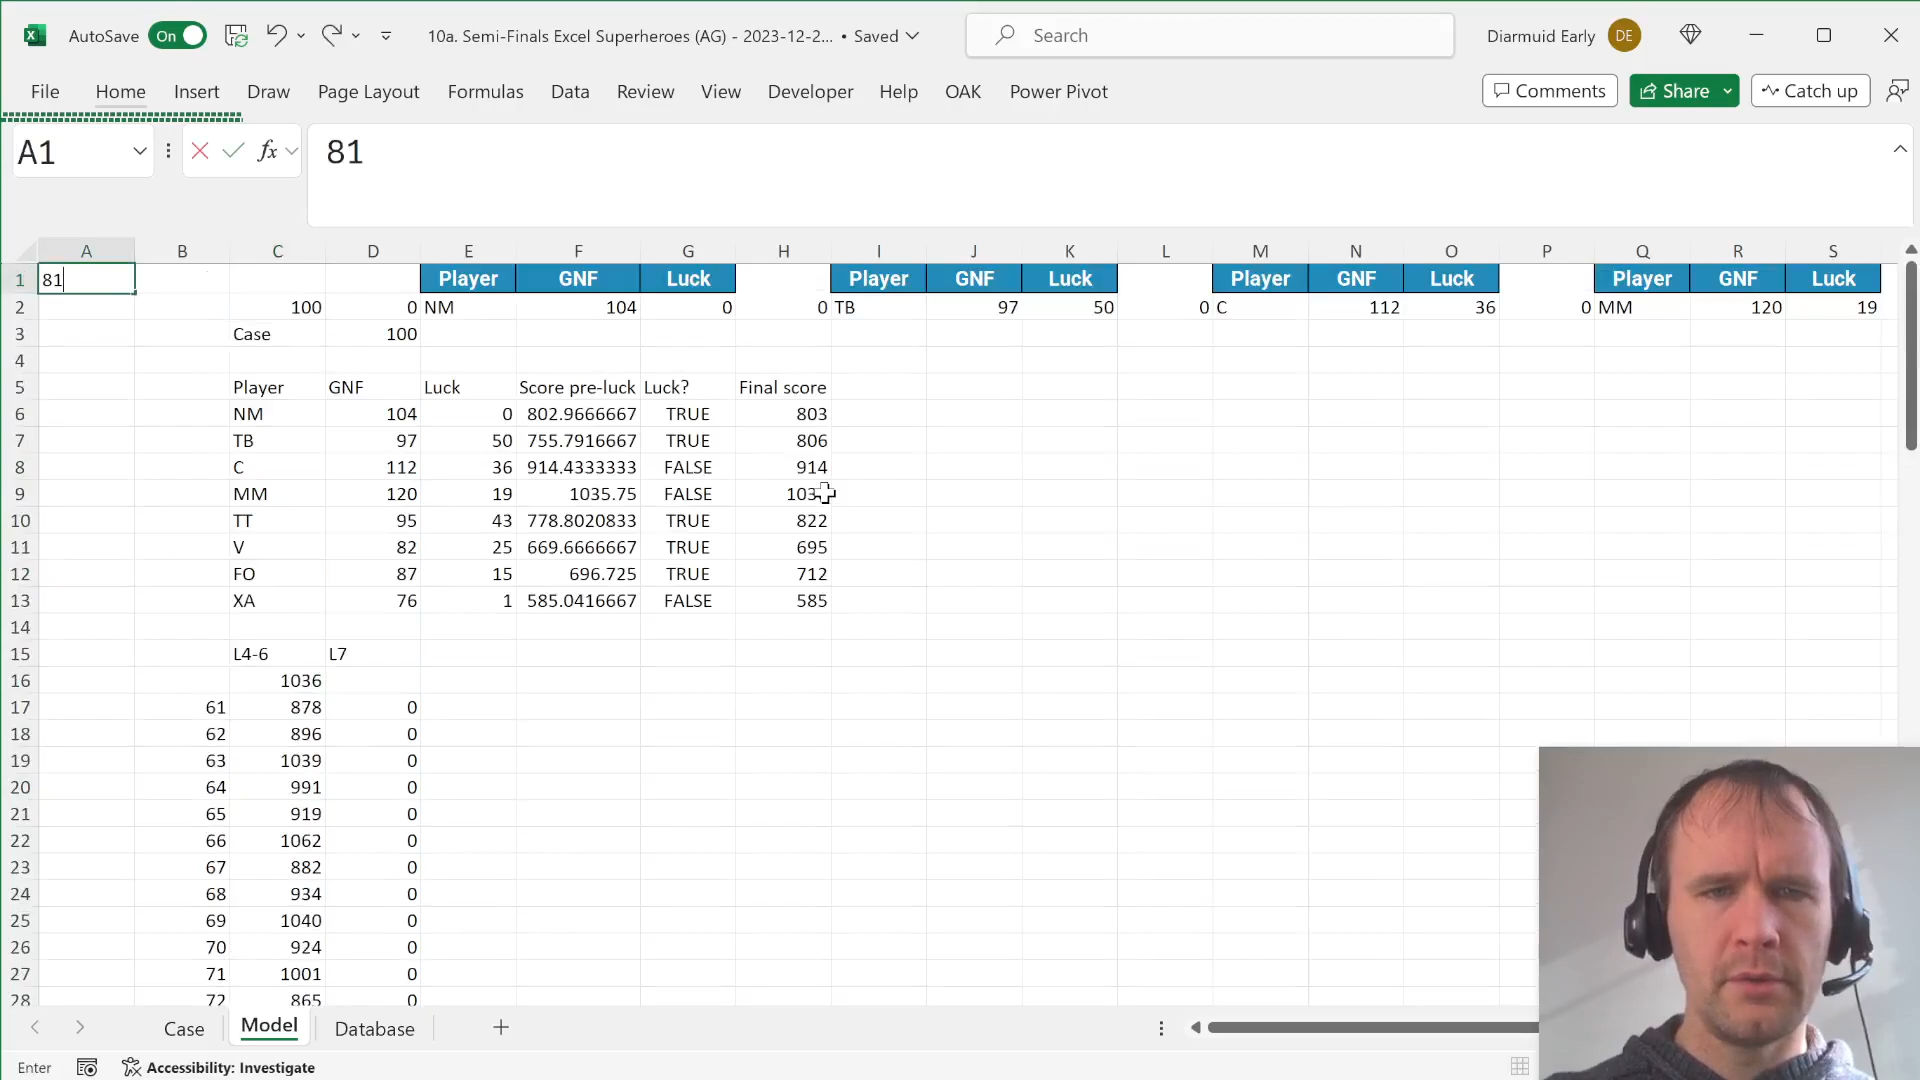 AutoSave On 10a. Semi-Finals Excel Superheroes (AG) - 2023-12-2... • Saved Search Diarmuid Early DE
File Home Insert Draw Page Layout Formulas Data Review View Developer Help OAK Power Pivot Comments Share Catch up
A1 fx 81
A B C D E F G H I J K L M N O P Q R S
1 81 Player GNF Luck Player GNF Luck Player GNF Luck Player GNF Luck
2 100 0 NM 104 0 0 TB 97 50 0 C 112 36 0 MM 120 19
3 Case 100
4
5 Player GNF Luck Score pre-luck Luck? Final score
6 NM 104 0 802.9666667 TRUE 803
7 TB 97 50 755.7916667 TRUE 806
8 C 112 36 914.4333333 FALSE 914
9 MM 120 19 1035.75 FALSE
10 TT 95 43 778.8020833 TRUE 822
11 V 82 25 669.6666667 TRUE 695
12 FO 87 15 696.725 TRUE 712
13 XA 76 1 585.0416667 FALSE 585
14
15 L4-6 L7
16 1036
17 61 878 0
18 62 896 0
19 63 1039 0
20 64 991 0
21 65 919 0
22 66 1062 0
23 67 882 0
24 68 934 0
25 69 1040 0
26 70 924 0
27 71 1001 0
28 72 865 0
Case Model Database
Enter Accessibility: Investigate